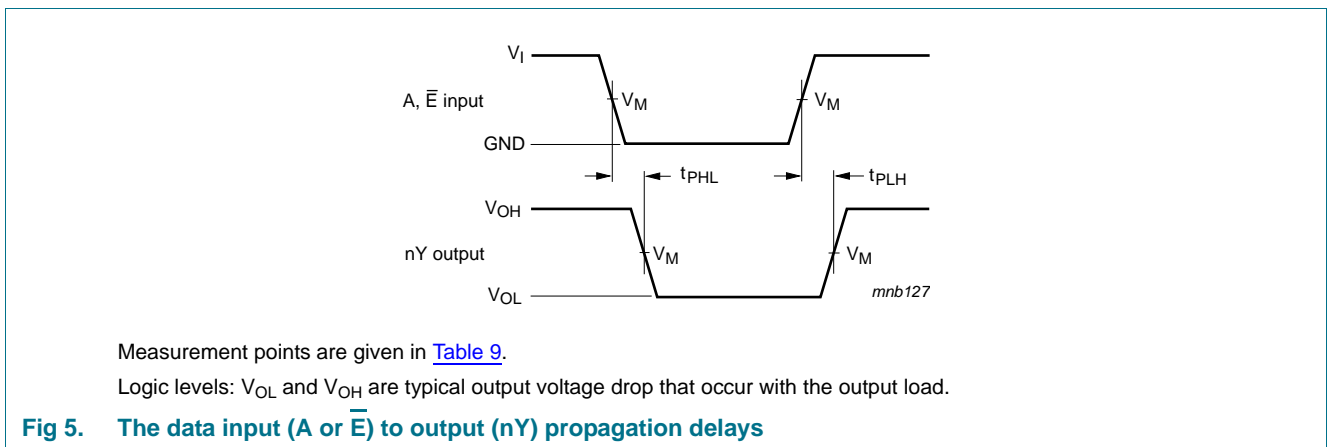 V_I
A, E̅ input
V_M
V_M
GND
t_PHL
t_PLH
V_OH
nY output
V_M
V_M
V_OL
mnb127
Measurement points are given in Table 9.
Logic levels: V_OL and V_OH are typical output voltage drop that occur with the output load.
Fig 5. The data input (A or E̅) to output (nY) propagation delays